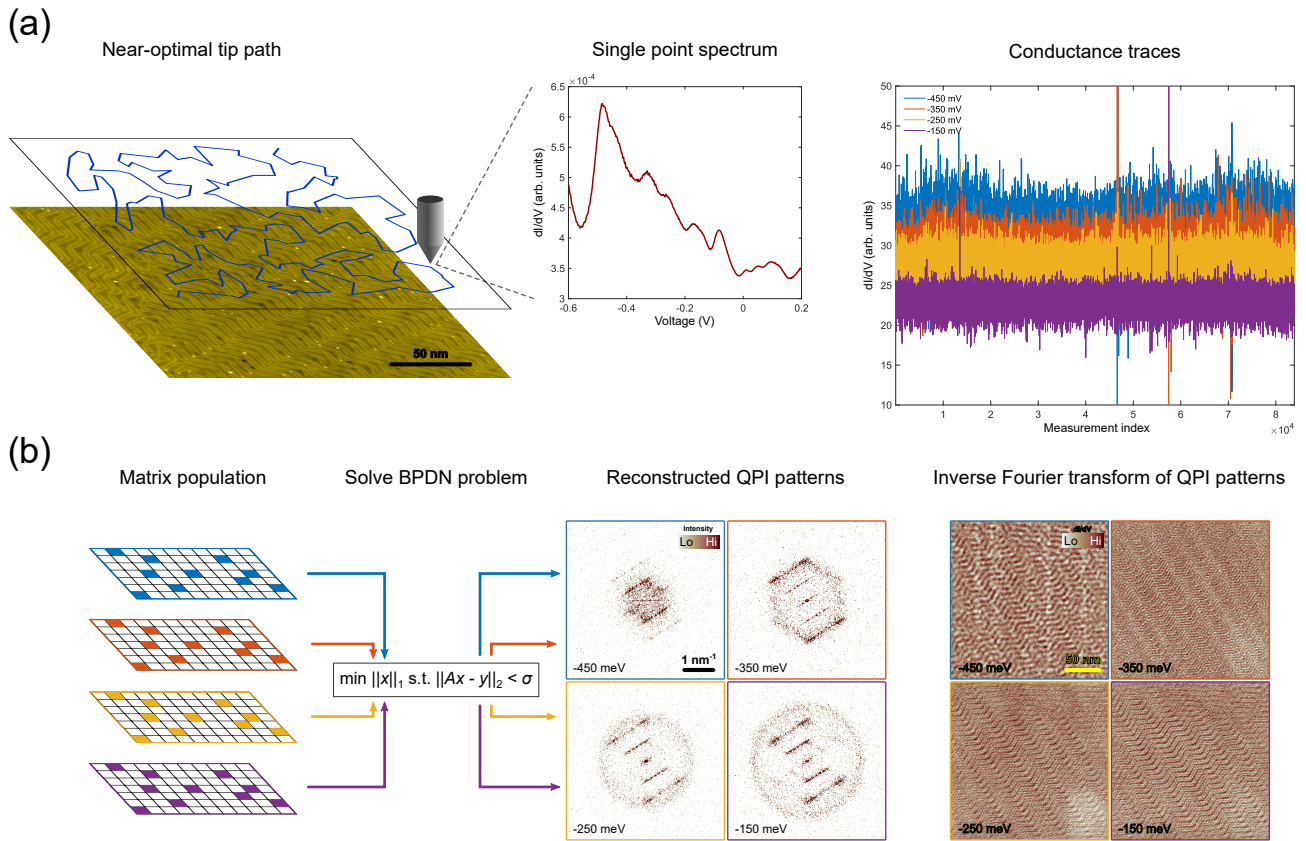 (a)
Near-optimal tip path
Single point spectrum
Conductance traces
50 nm
×10⁻⁴
6.5
6
5.5
5
4.5
4
3.5
3
dI/dV (arb. units)
-0.6
-0.4
-0.2
0
0.2
Voltage (V)
50
45
40
35
30
25
20
15
10
dI/dV (arb. units)
-450 mV
-350 mV
-250 mV
-150 mV
1
2
3
4
5
6
7
8
×10⁴
Measurement index
(b)
Matrix population
Solve BPDN problem
Reconstructed QPI patterns
Inverse Fourier transform of QPI patterns
min ||x||₁ s.t. ||Ax - y||₂ < σ
Intensity
Lo Hi
-450 meV
1 nm⁻¹
-350 meV
-250 meV
-150 meV
dI/dV
Lo Hi
-450 meV
50 nm
-350 meV
-250 meV
-150 meV